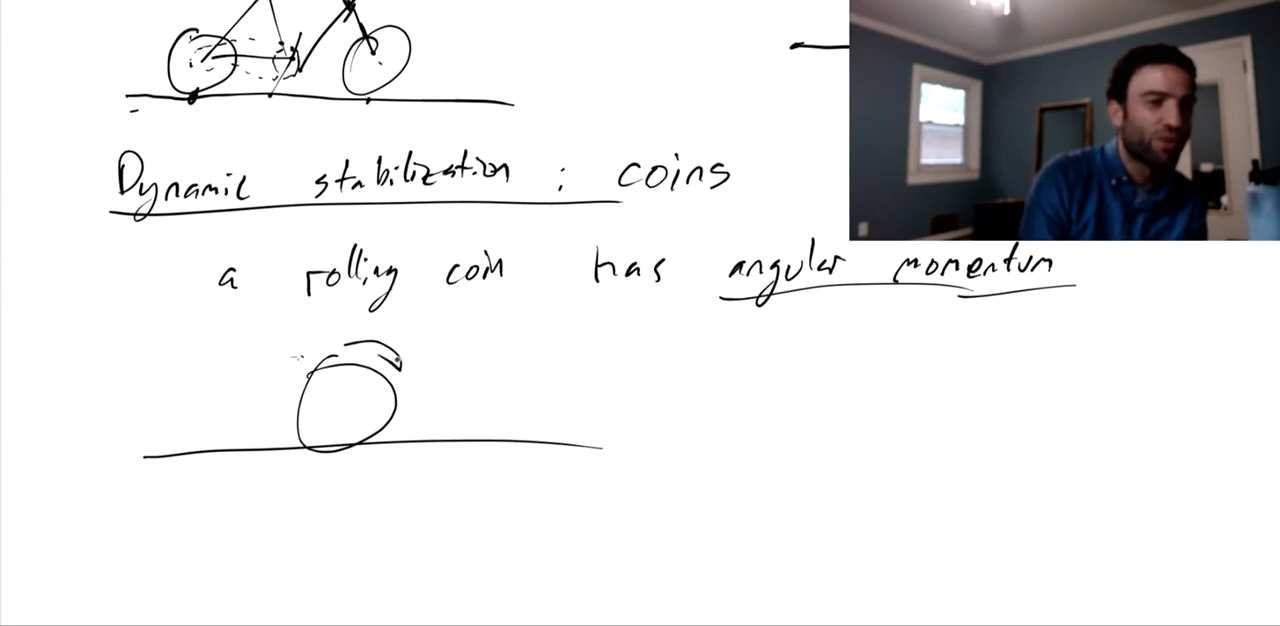 Dynamic stabilization : coins
a rolling coin has angular momentum